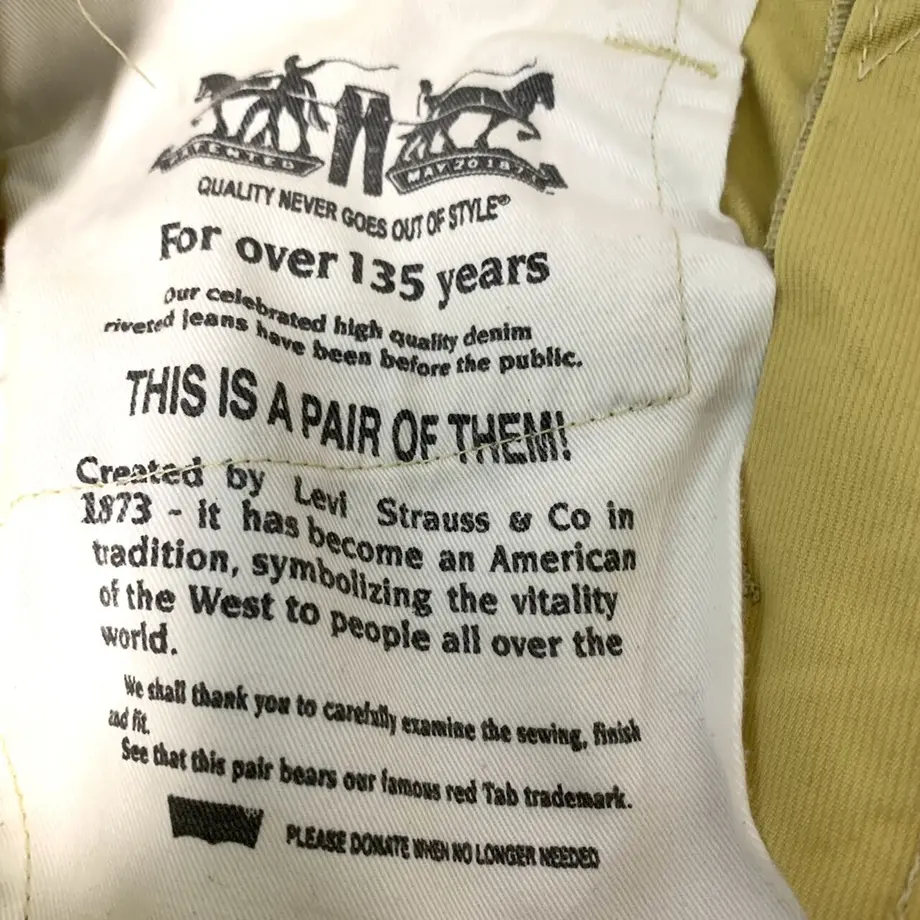 PATENTED
MAY 20 1873
QUALITY NEVER GOES OUT OF STYLE®
For over 135 years
Our celebrated high quality denim
riveted jeans have been before the public.
THIS IS A PAIR OF THEM!
Created by Levi Strauss & Co in
1873 - it has become an American
tradition, symbolizing the vitality
of the West to people all over the
world.
We shall thank you to carefully examine the sewing, finish
and fit.
See that this pair bears our famous red Tab trademark.
PLEASE DONATE WHEN NO LONGER NEEDED